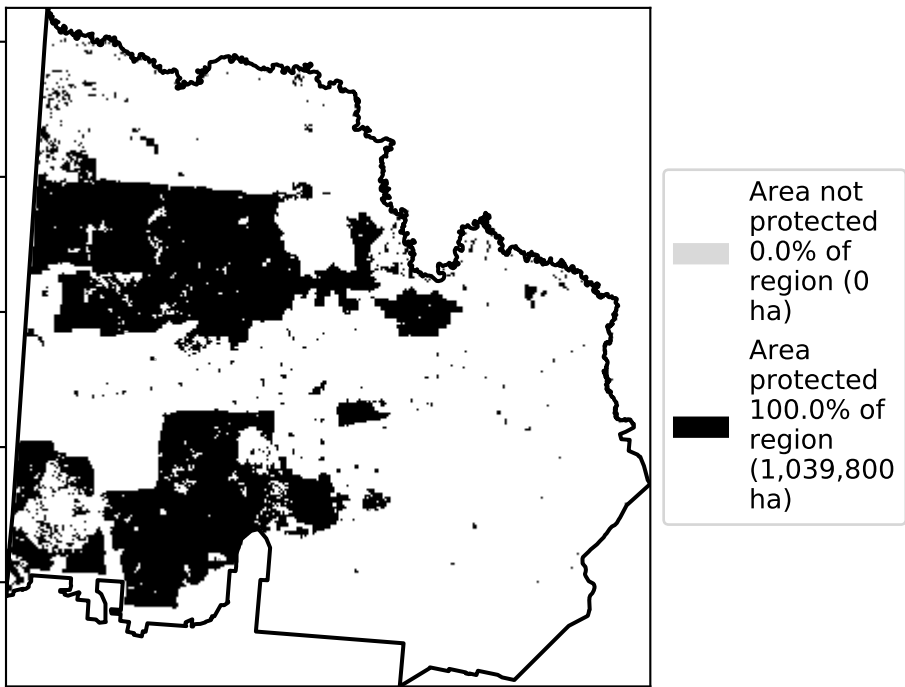 Area not
protected
0.0% of
region (0
ha)
Area
protected
100.0% of
region
(1,039,800
ha)